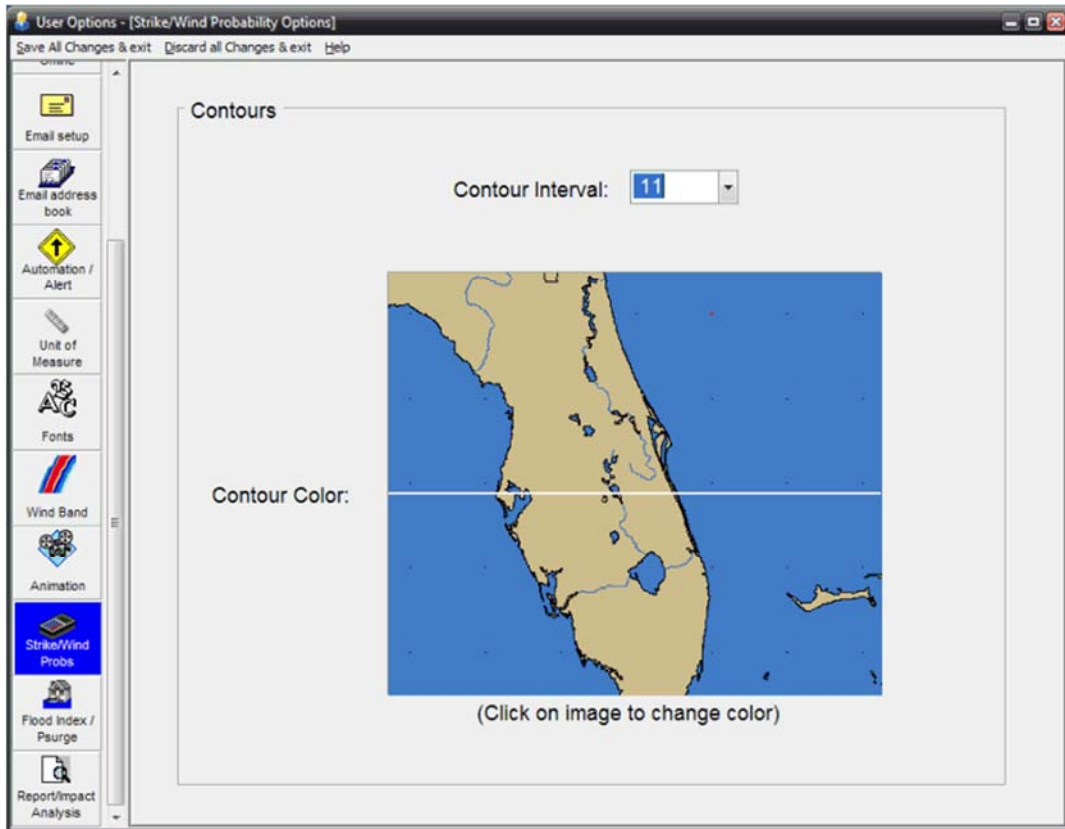 User Options - [Strike/Wind Probability Options]
Save All Changes & exit Discard all Changes & exit Help
Offline
Email setup
Email address
book
Automation /
Alert
Unit of
Measure
Fonts
Wind Band
Animation
Strike/Wind
Probs
Flood Index /
Psurge
Report/Impact
Analysis
Contours
Contour Interval: 11
Contour Color:
(Click on image to change color)